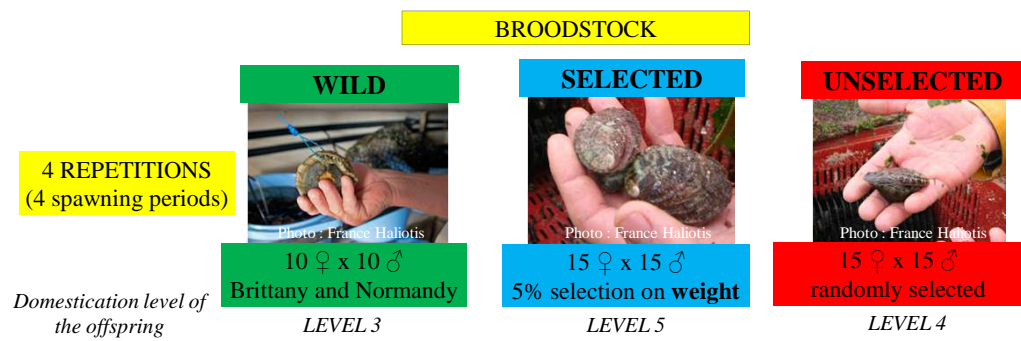 BROODSTOCK
WILD
SELECTED
UNSELECTED
4 REPETITIONS
(4 spawning periods)
Photo : France Haliotis
Photo : France Haliotis
Photo : France Haliotis
10 ♀ x 10 ♂
Brittany and Normandy
15 ♀ x 15 ♂
5% selection on weight
15 ♀ x 15 ♂
randomly selected
Domestication level of
the offspring
LEVEL 3
LEVEL 5
LEVEL 4